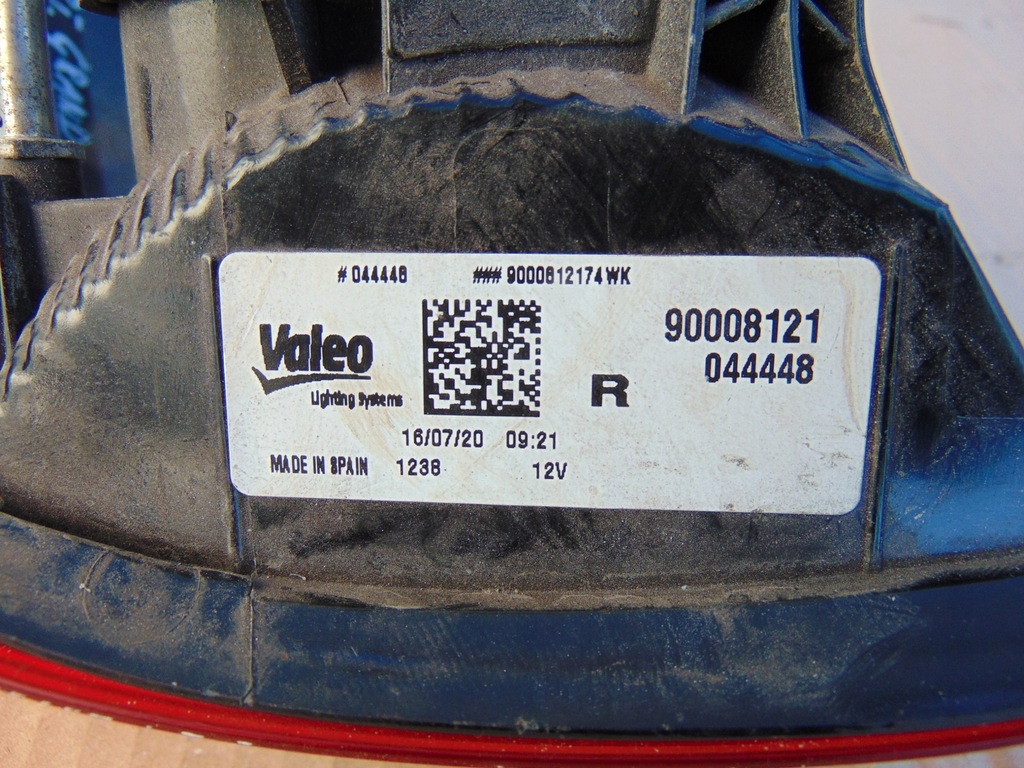 # 044448 ### 9000812174WK
Valeo
Lighting Systems
90008121
044448
R
16/07/20 09:21
MADE IN SPAIN 1238 12V